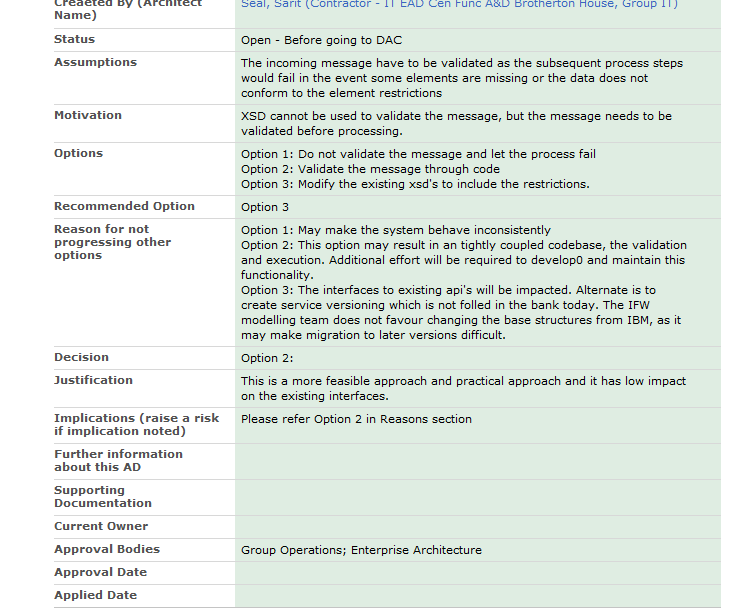 Creaeted By (Architect
Name)
Seal, Sarit (Contractor - IT EAD Cen Func A&D Brotherton House, Group IT)
Status
Open - Before going to DAC
Assumptions
The incoming message have to be validated as the subsequent process steps
would fail in the event some elements are missing or the data does not
conform to the element restrictions
Motivation
XSD cannot be used to validate the message, but the message needs to be
validated before processing.
Options
Option 1: Do not validate the message and let the process fail
Option 2: Validate the message through code
Option 3: Modify the existing xsd's to include the restrictions.
Recommended Option
Option 3
Reason for not
progressing other
options
Option 1: May make the system behave inconsistently
Option 2: This option may result in an tightly coupled codebase, the validation
and execution. Additional effort will be required to develop0 and maintain this
functionality.
Option 3: The interfaces to existing api's will be impacted. Alternate is to
create service versioning which is not folled in the bank today. The IFW
modelling team does not favour changing the base structures from IBM, as it
may make migration to later versions difficult.
Decision
Option 2:
Justification
This is a more feasible approach and practical approach and it has low impact
on the existing interfaces.
Implications (raise a risk
if implication noted)
Please refer Option 2 in Reasons section
Further information
about this AD
Supporting
Documentation
Current Owner
Approval Bodies
Group Operations; Enterprise Architecture
Approval Date
Applied Date